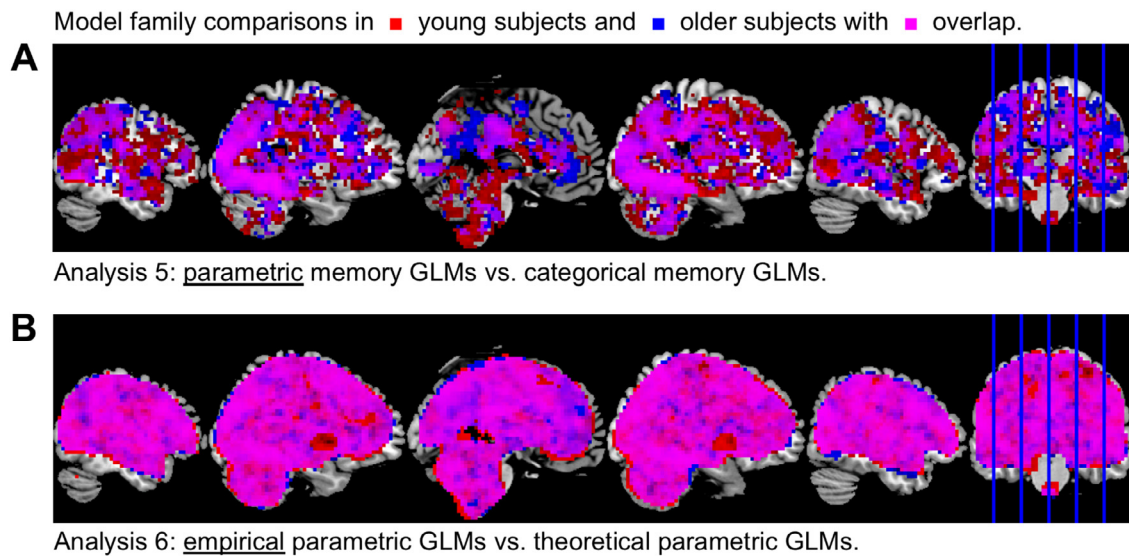 Model family comparisons in young subjects and older subjects with overlap.
A
Analysis 5: parametric memory GLMs vs. categorical memory GLMs.
B
Analysis 6: empirical parametric GLMs vs. theoretical parametric GLMs.